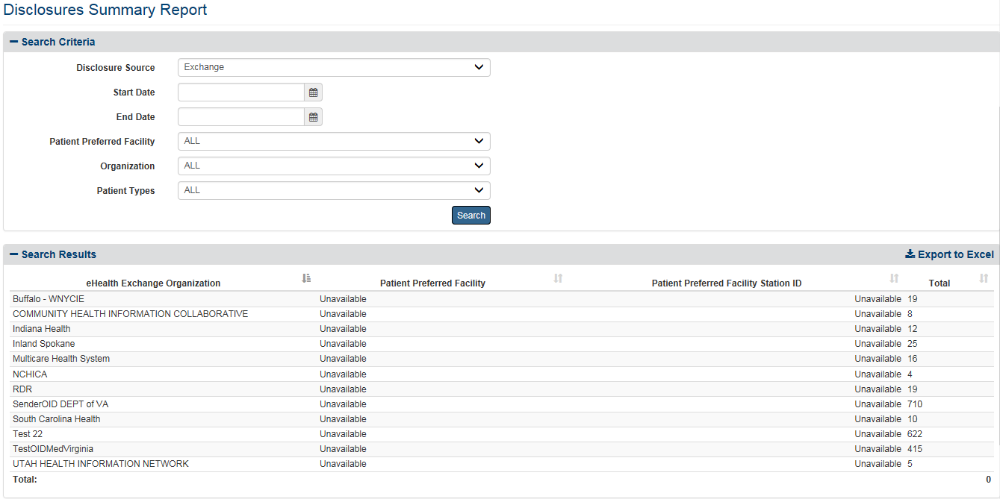 Disclosures Summary Report
Search Criteria
Disclosure Source Exchange
Start Date
End Date
Patient Preferred Facility ALL
Organization ALL
Patient Types ALL
Search
Search Results Export to Excel
eHealth Exchange Organization Patient Preferred Facility Patient Preferred Facility Station ID Total
Buffalo - WNYCIE Unavailable Unavailable 19
COMMUNITY HEALTH INFORMATION COLLABORATIVE Unavailable Unavailable 8
Indiana Health Unavailable Unavailable 12
Inland Spokane Unavailable Unavailable 25
Multicare Health System Unavailable Unavailable 16
NCHICA Unavailable Unavailable 4
RDR Unavailable Unavailable 19
SenderOID DEPT of VA Unavailable Unavailable 710
South Carolina Health Unavailable Unavailable 10
Test 22 Unavailable Unavailable 622
TestOIDMedVirginia Unavailable Unavailable 415
UTAH HEALTH INFORMATION NETWORK Unavailable Unavailable 5
Total: 0